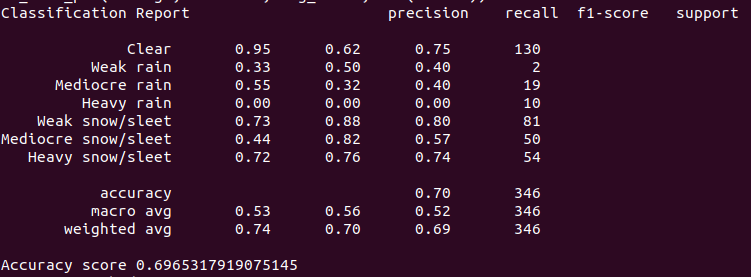 Classification Report                      precision    recall  f1-score   support
Clear       0.95      0.62      0.75       130
Weak rain       0.33      0.50      0.40         2
Mediocre rain       0.55      0.32      0.40        19
Heavy rain       0.00      0.00      0.00        10
Weak snow/sleet       0.73      0.88      0.80        81
Mediocre snow/sleet       0.44      0.82      0.57        50
Heavy snow/sleet       0.72      0.76      0.74        54
accuracy                           0.70       346
macro avg       0.53      0.56      0.52       346
weighted avg       0.74      0.70      0.69       346
Accuracy score 0.6965317919075145